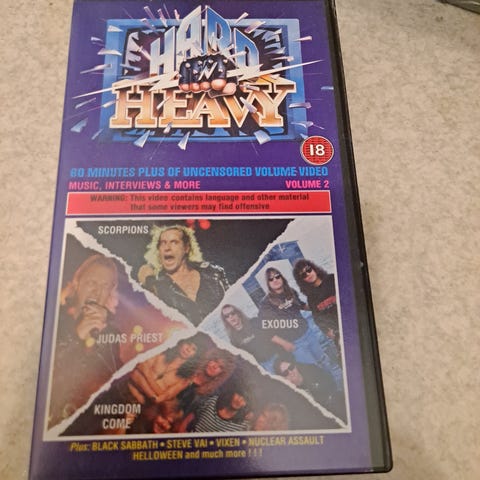 HARD
'N'
HEAVY
18
60 MINUTES PLUS OF UNCENSORED VOLUME VIDEO
MUSIC, INTERVIEWS & MORE VOLUME 2
WARNING: This video contains language and other material
that some viewers may find offensive
SCORPIONS
JUDAS PRIEST
EXODUS
KINGDOM
COME
Plus: BLACK SABBATH • STEVE VAI • VIXEN • NUCLEAR ASSAULT
HELLOWEEN and much more ! ! !